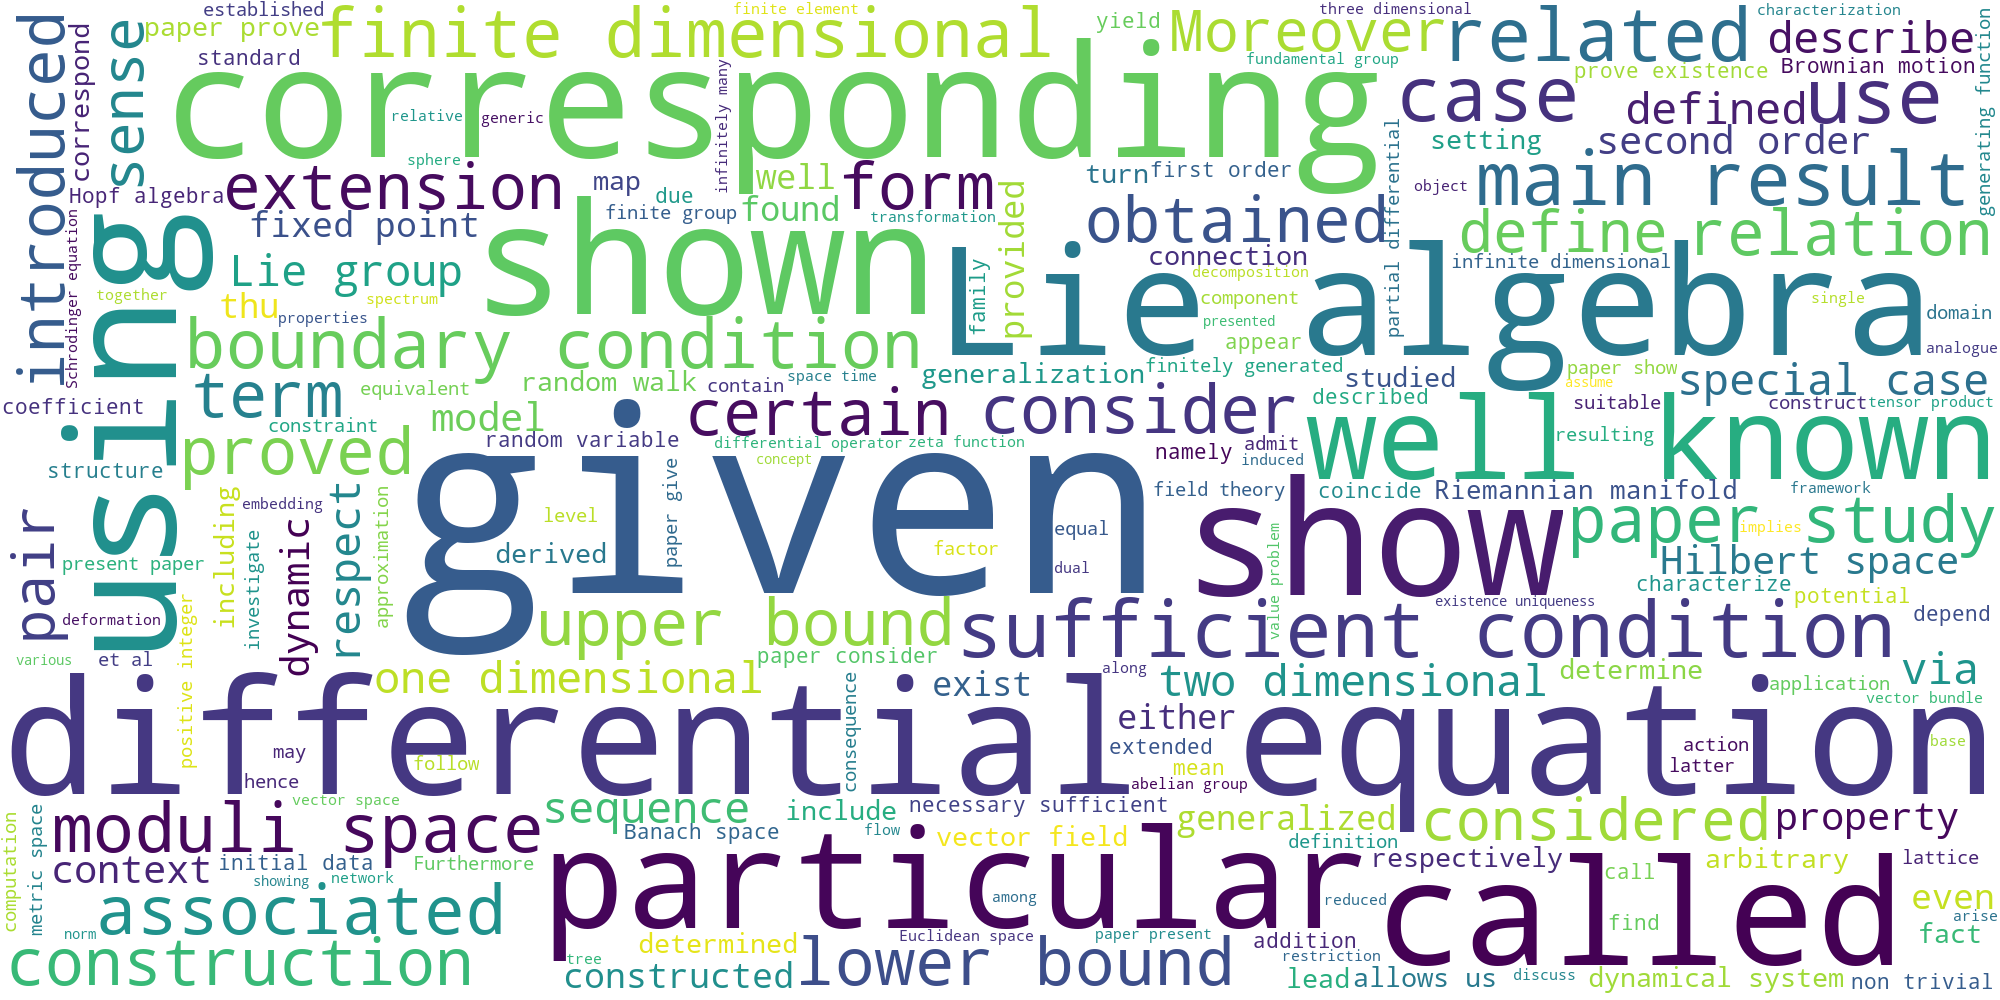 established
finite element
three dimensional
characterization
paper prove
finite dimensional
yield
Moreover
related
describe
introduced
correspond
sense
standard
corresponding
infinitely many
fundamental group
case
prove existence
Brownian motion
generating function
relative
generic
defined
use
setting
second order
sphere
partial differential
Hopf algebra
extension
map
due
well
form
turn
first order
object
main result
fixed point
finite group
found
transformation
provided
obtained
define relation
using
Schrodinger equation
Lie group
shown
connection
infinite dimensional
together
thu
spectrum
properties
family
Lie algebra
decomposition
component
presented
appear
single
domain
boundary condition
analogue
term
equivalent
random walk
contain
space time
generalization
finitely generated
studied
paper show
assume
special case
coefficient
constraint
model
certain
consider
described
suitable
construct
tensor product
proved
random variable
differential operator
zeta function
concept
namely
admit
induced
well known
resulting
structure
given
paper give
field theory
coincide
Riemannian manifold
framework
pair
including
embedding
investigate
dynamic
respect
approximation
level
derived
factor
equal
dual
show
paper study
implies
present paper
Hilbert space
characterize
deformation
positive integer
upper bound
sufficient condition
value problem
existence uniqueness
potential
depend
various
et al
paper consider
one dimensional
consequence
exist
along
two dimensional
determine
via
application
vector bundle
differential equation
may
hence
follow
either
extended
mean
abelian group
action
latter
base
computation
metric space
moduli space
vector space
sequence
include
necessary sufficient
generalized
considered
property
Banach space
flow
vector field
definition
context
initial data
Furthermore
showing
network
respectively
arbitrary
lattice
associated
particular
among
reduced
called
call
even
arise
norm
find
fact
construction
tree
determined
constructed
Euclidean space
lower bound
paper present
addition
restriction
lead
allows us
discuss
dynamical system
non trivial